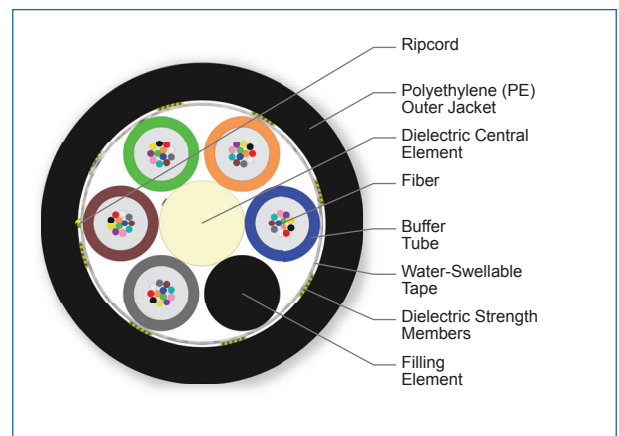 Ripcord
Polyethylene (PE)
Outer Jacket
Dielectric Central
Element
Fiber
Buffer
Tube
Water-Swellable
Tape
Dielectric Strength
Members
Filling
Element